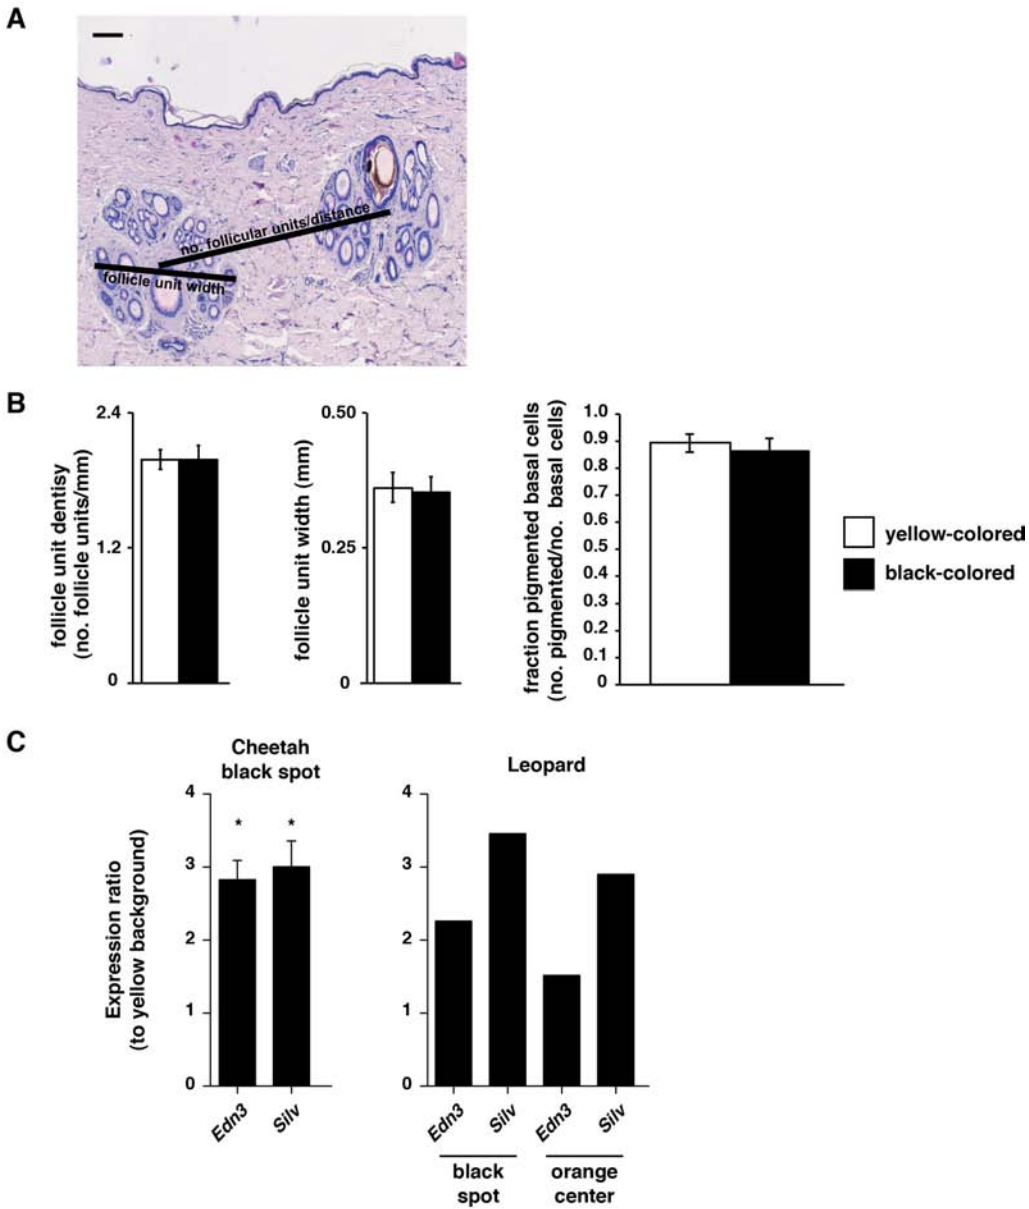 A
no. follicular units/distance
follicle unit width
B
follicle unit dentisy
(no. follicle units/mm)
2.4
1.2
0
follicle unit width (mm)
0.50
0.25
0
fraction pigmented basal cells
(no. pigmented/no. basal cells)
1.0
0.9
0.8
0.7
0.6
0.5
0.4
0.3
0.2
0.1
0
yellow-colored
black-colored
C
Cheetah
black spot
Expression ratio
(to yellow background)
4
3
2
1
0
*
*
Edn3
Silv
Leopard
4
3
2
1
0
Edn3
Silv
Edn3
Silv
black
spot
orange
center